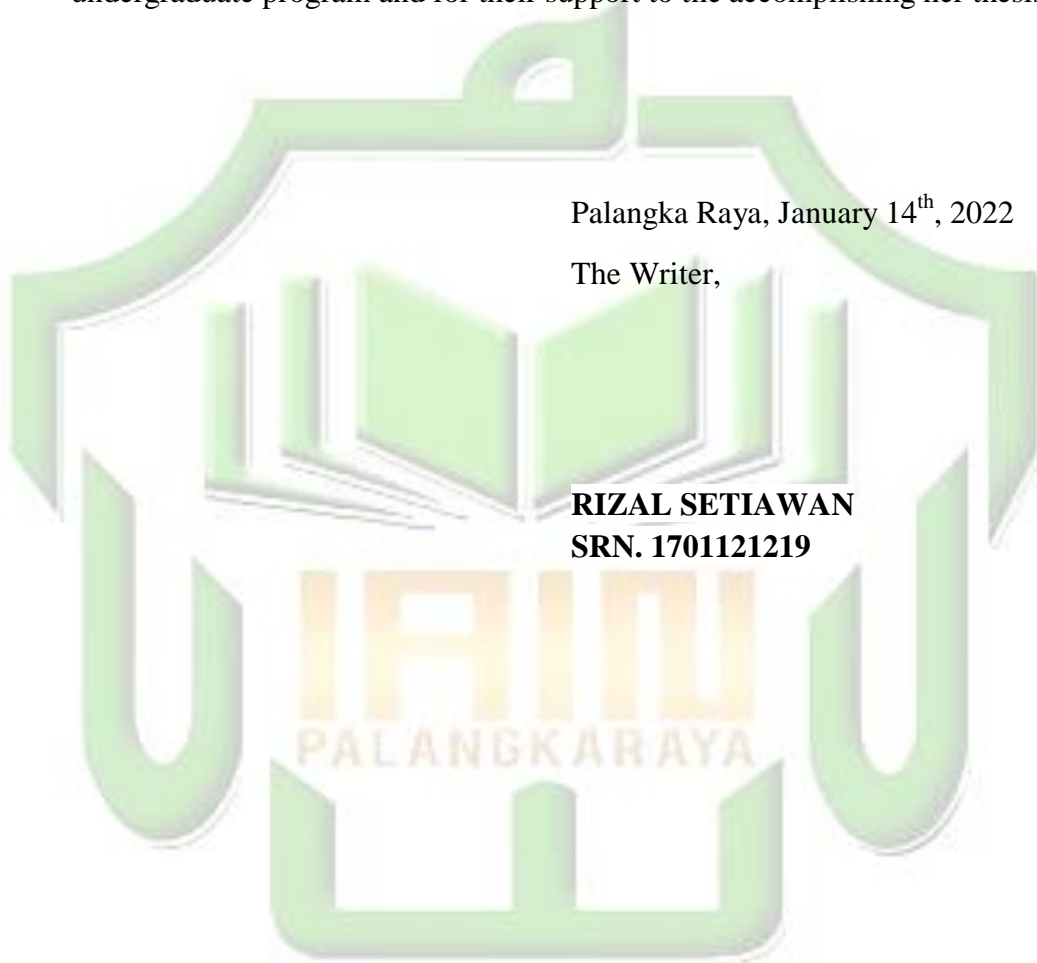 undergraduate program and for their support to the accomplishing her thesis
Palangka Raya, January 14th, 2022
The Writer,
RIZAL SETIAWAN
SRN. 1701121219
IAIN
PALANGKARAYA